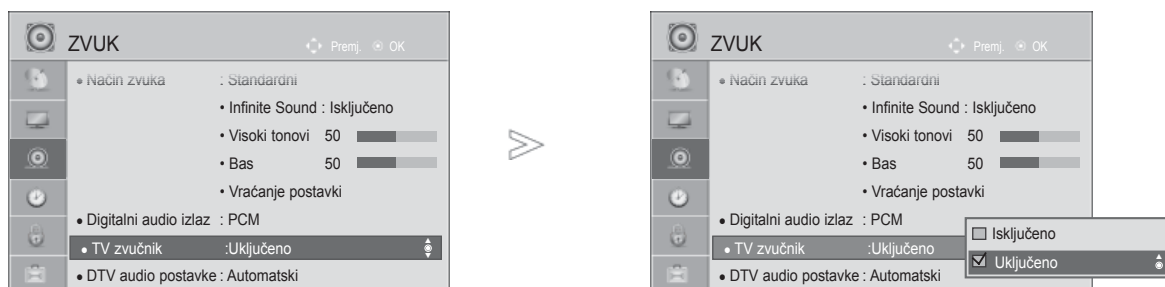 ZVUK
Premj. OK
• Način zvuka : Standardni
• Infinite Sound : Isključeno
• Visoki tonovi 50
• Bas 50
• Vraćanje postavki
• Digitalni audio izlaz : PCM
• TV zvučnik :Uključeno
• DTV audio postavke : Automatski
ZVUK
Premj. OK
• Način zvuka : Standardni
• Infinite Sound : Isključeno
• Visoki tonovi 50
• Bas 50
• Vraćanje postavki
• Digitalni audio izlaz : PCM
• TV zvučnik :Uključeno
• DTV audio postavke : Automatski
Isključeno
Uključeno